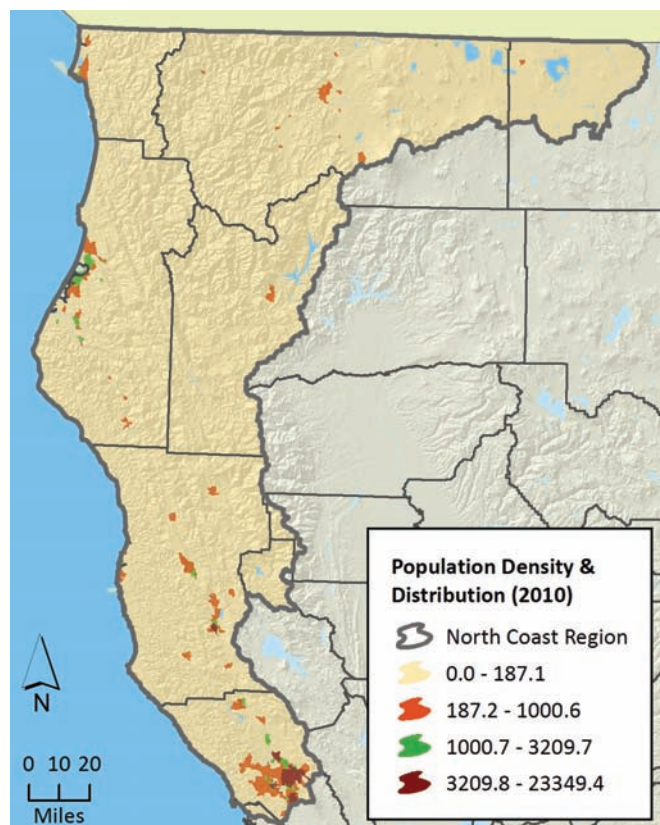 Population Density &
Distribution (2010)
North Coast Region
0.0 - 187.1
187.2 - 1000.6
1000.7 - 3209.7
3209.8 - 23349.4
N
0 10 20
Miles